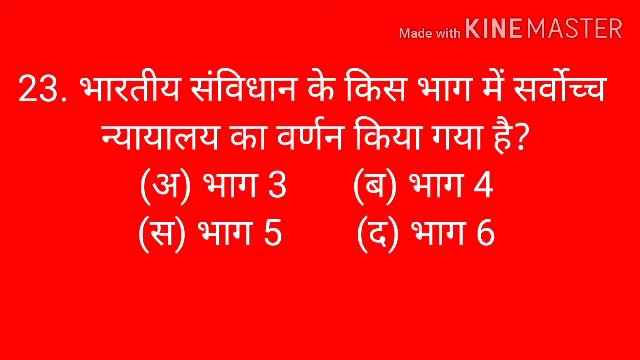 Made with KINEMASTER
23. भारतीय संविधान के किस भाग में सर्वोच्च
न्यायालय का वर्णन किया गया है?
(अ) भाग 3 (ब) भाग 4
(स) भाग 5 (द) भाग 6